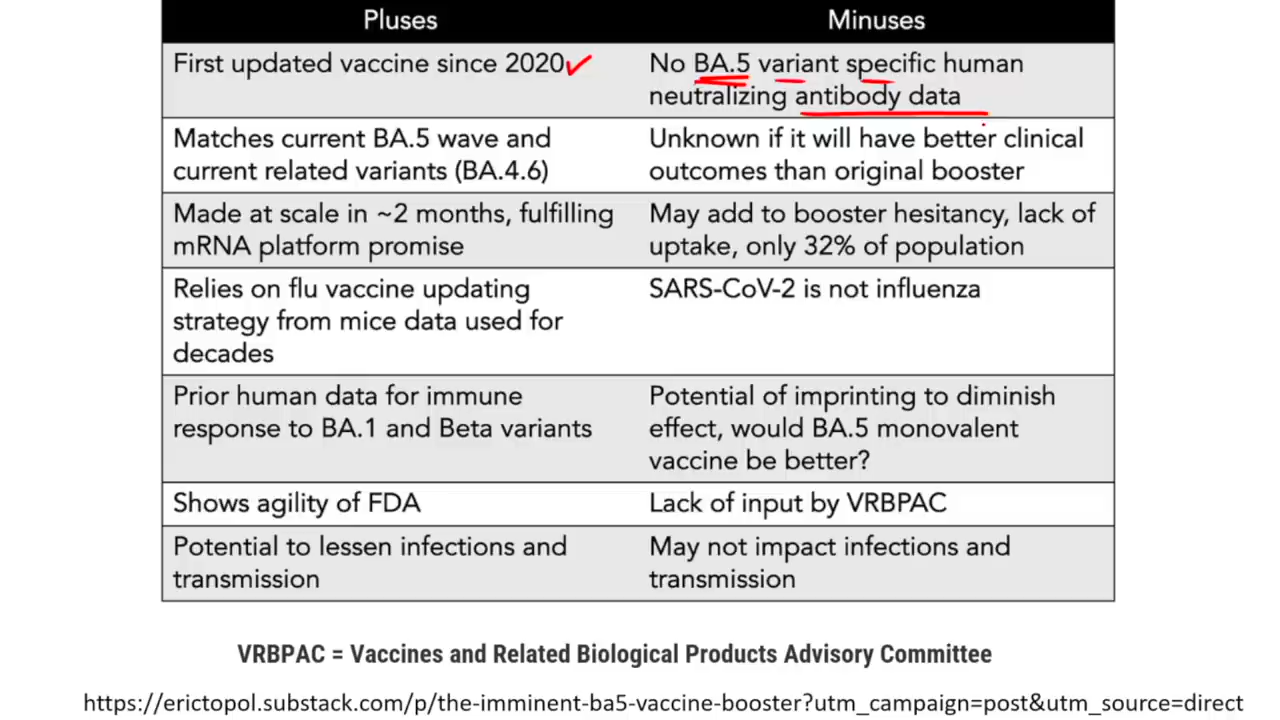 Pluses
Minuses
First updated vaccine since 2020
No BA.5 variant specific human
neutralizing antibody data
Matches current BA.5 wave and
current related variants (BA.4.6)
Unknown if it will have better clinical
outcomes than original booster
Made at scale in ~2 months, fulfilling
mRNA platform promise
May add to booster hesitancy, lack of
uptake, only 32% of population
Relies on flu vaccine updating
strategy from mice data used for
decades
SARS-CoV-2 is not influenza
Prior human data for immune
response to BA.1 and Beta variants
Potential of imprinting to diminish
effect, would BA.5 monovalent
vaccine be better?
Shows agility of FDA
Lack of input by VRBPAC
Potential to lessen infections and
transmission
May not impact infections and
transmission
VRBPAC = Vaccines and Related Biological Products Advisory Committee
https://erictopol.substack.com/p/the-imminent-ba5-vaccine-booster?utm_campaign=post&utm_source=direct